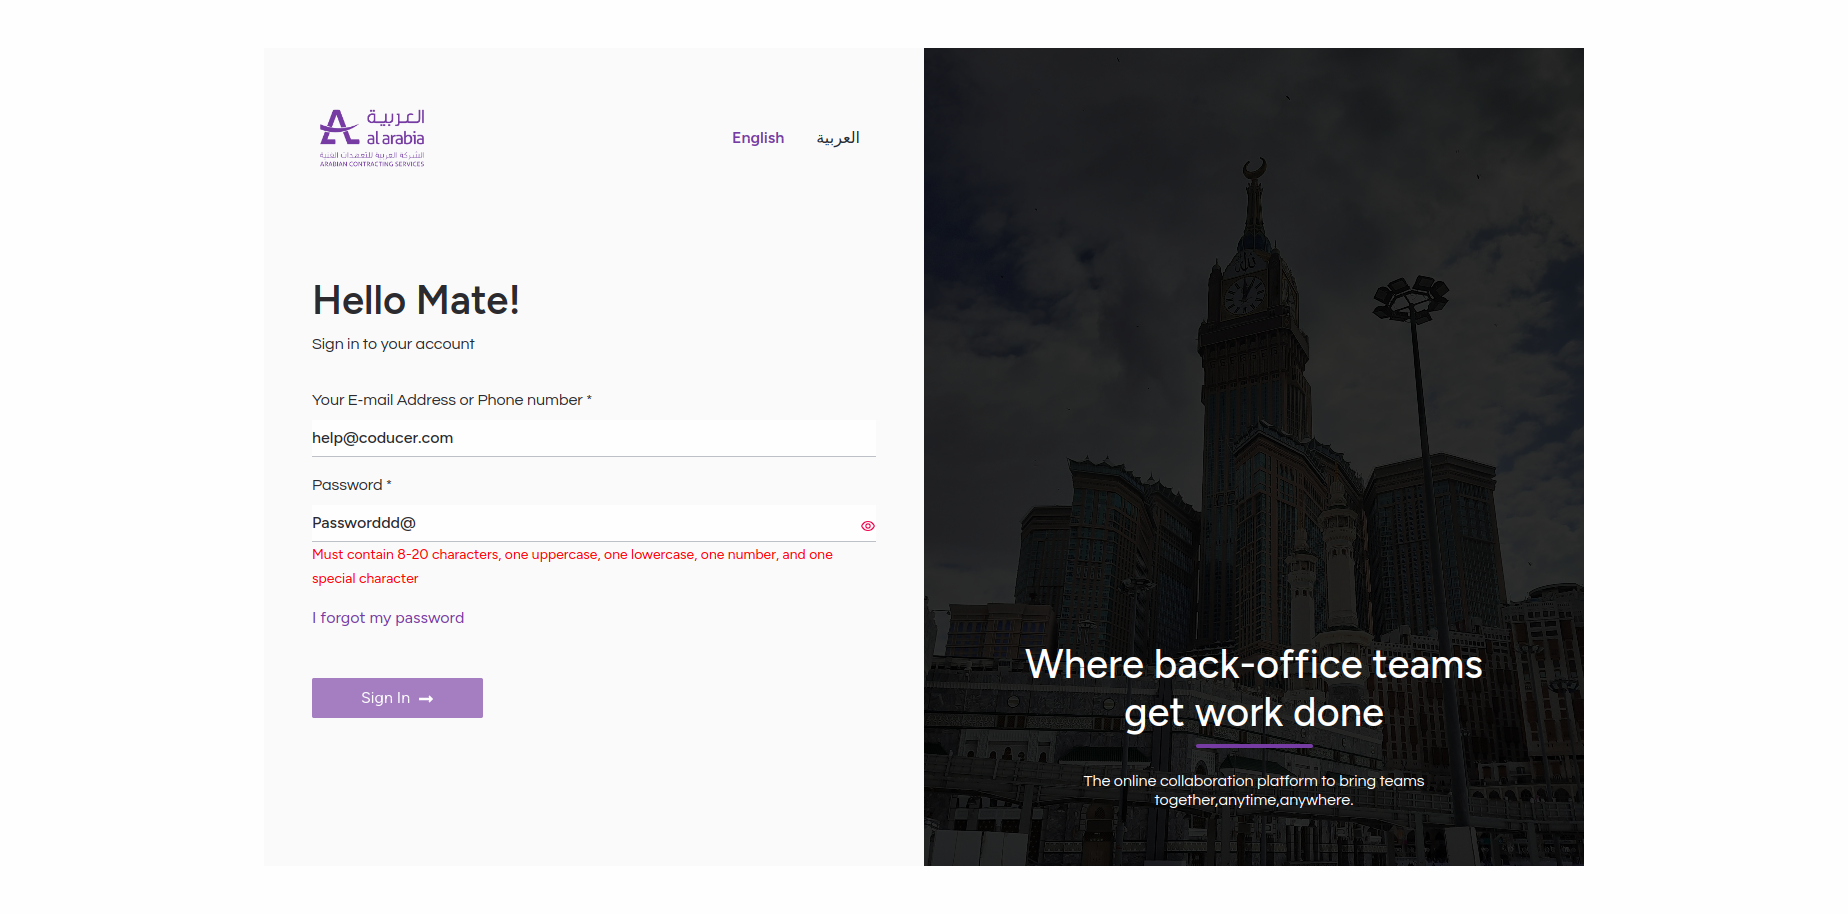 العربية
al arabia
الشركة العربية للتعهدات الفنية
ARABIAN CONTRACTING SERVICES
English
العربية
Hello Mate!
Sign in to your account
Your E-mail Address or Phone number *
help@coducer.com
Password *
Passworddd@
Must contain 8-20 characters, one uppercase, one lowercase, one number, and one
special character
I forgot my password
Sign In
Where back-office teams
get work done
The online collaboration platform to bring teams
together,anytime,anywhere.